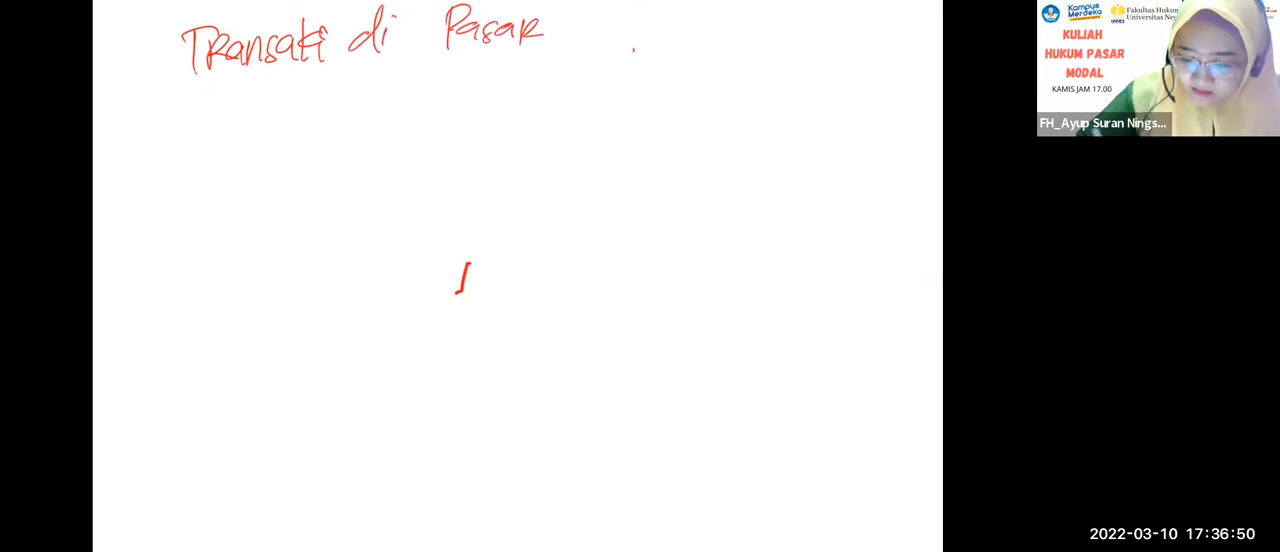 Transaksi di Pasar
Kampus
Merdeka
UNNES
Fakultas Hukum
KULIAH
HUKUM PASAR
MODAL
KAMIS JAM 17.00
FH_Ayup Suran Nings...
2022-03-10 17:36:50